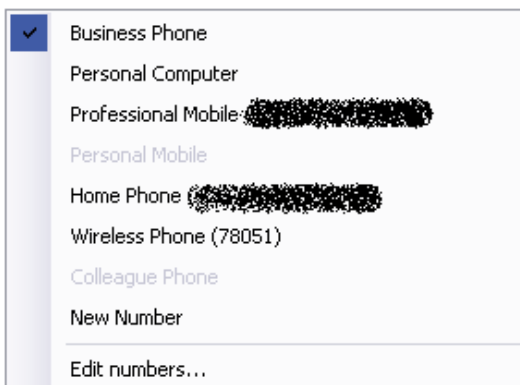 Business Phone
Personal Computer
Professional Mobile
Personal Mobile
Home Phone
Wireless Phone (78051)
Colleague Phone
New Number
Edit numbers...